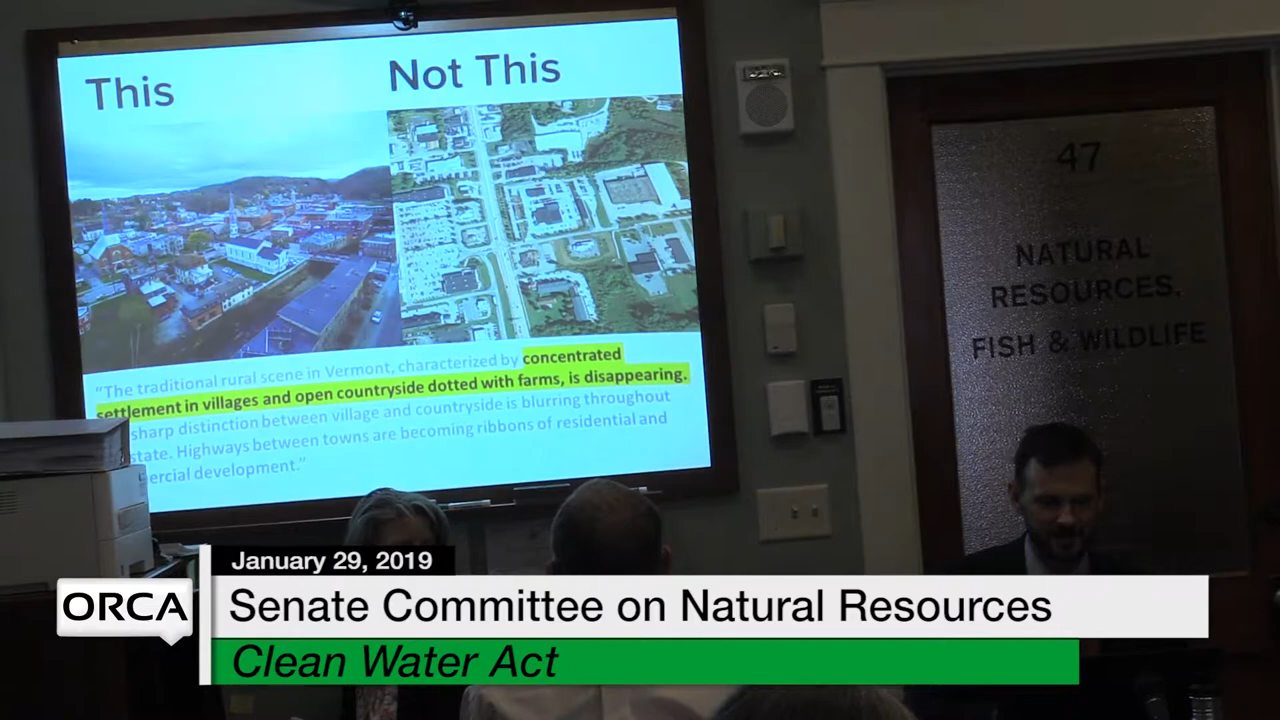 This
Not This
"The traditional rural scene in Vermont, characterized by concentrated
settlement in villages and open countryside dotted with farms, is disappearing.
sharp distinction between village and countryside is blurring throughout
state. Highways between towns are becoming ribbons of residential and
ercial development."
47
NATURAL
RESOURCES,
FISH & WILDLIFE
January 29, 2019
ORCA
Senate Committee on Natural Resources
Clean Water Act